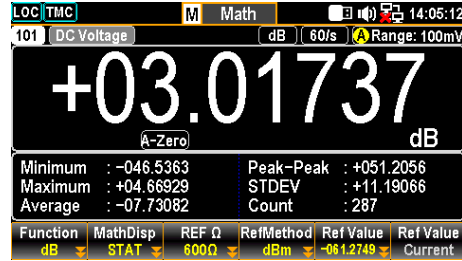 LOC TMC M Math 14:05:12
101 DC Voltage dB 60/s A Range: 100mV
+03.01737
A-Zero dB
Minimum : -046.5363 Peak-Peak : +051.2056
Maximum : +04.66929 STDEV : +11.19066
Average : -07.73082 Count : 287
Function MathDisp REF Ω RefMethod Ref Value Ref Value
dB STAT 600Ω dBm -061.2749 Current